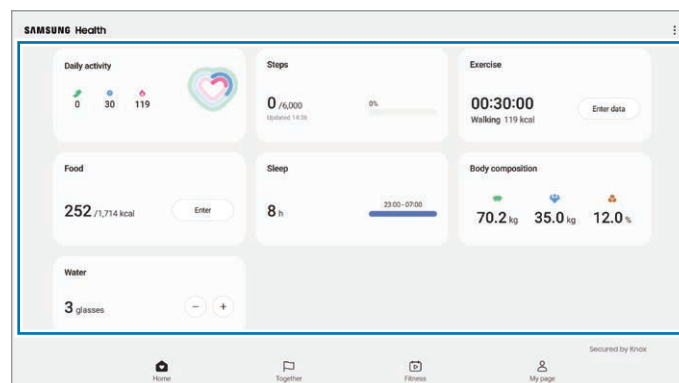 SAMSUNG Health
Daily activity
0 30 119
Steps
0 /6,000
Updated 14:36
0%
Exercise
00:30:00
Walking 119 kcal
Enter data
Food
252 /1,714 kcal
Enter
Sleep
8 h
23:00-07:00
Body composition
70.2 kg 35.0 kg 12.0 %
Water
3 glasses
− +
Secured by Knox
Home Together Fitness My page